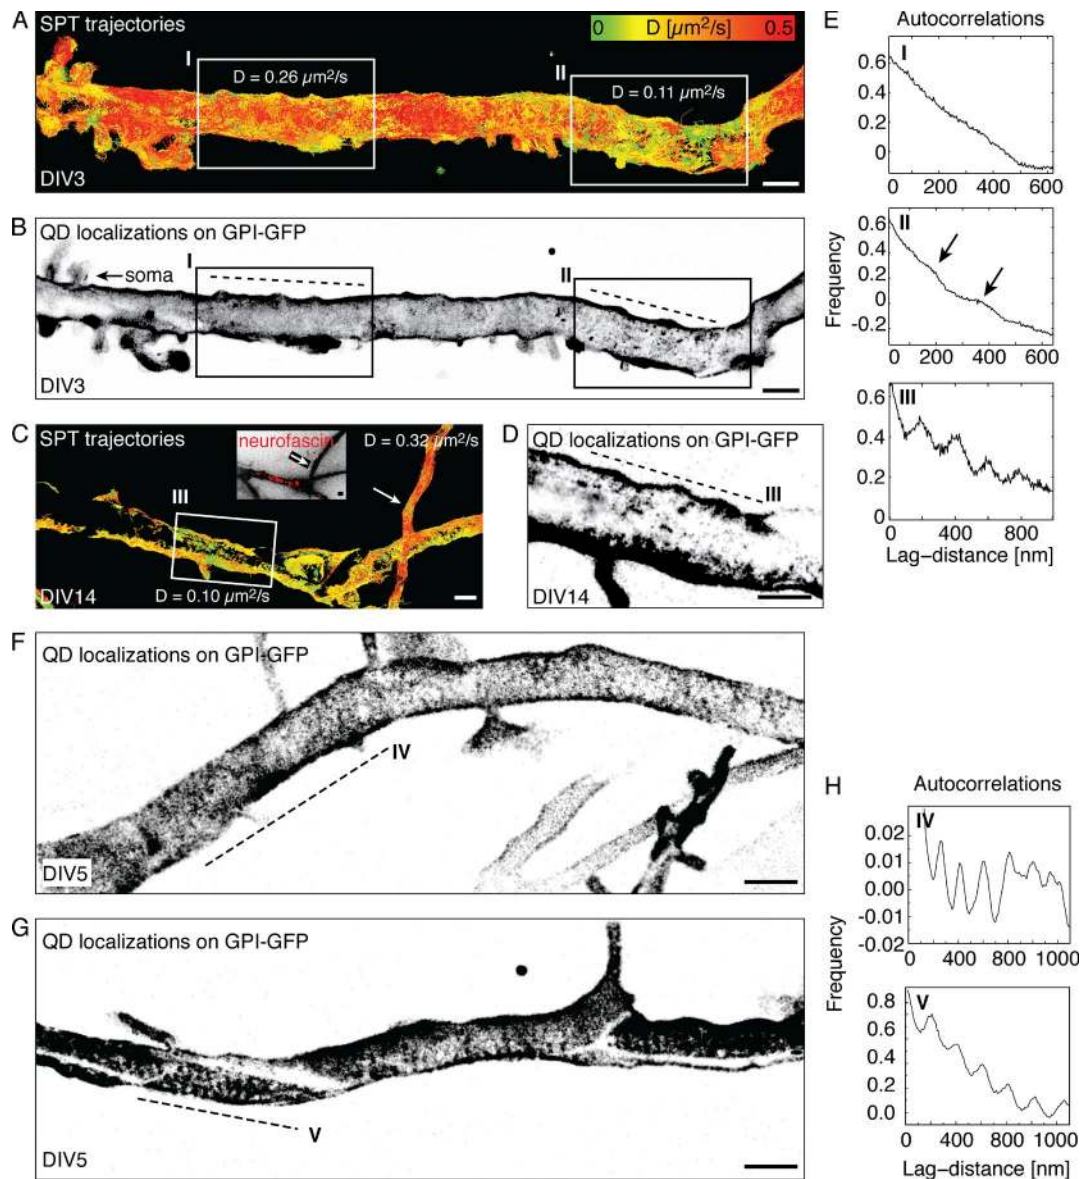 A SPT trajectories
0 D [µm²/s] 0.5
I
D = 0.26 µm²/s
II
D = 0.11 µm²/s
DIV3
B QD localizations on GPI-GFP
soma
I
II
DIV3
C SPT trajectories
neurofascin
D = 0.32 µm²/s
III
D = 0.10 µm²/s
DIV14
D QD localizations on GPI-GFP
III
DIV14
E Autocorrelations
I
0.6
0.4
0.2
0
0 200 400 600
II
0.6
0.4
0.2
0
-0.2
0 200 400 600
Frequency
III
0.6
0.4
0.2
0
0 200 400 600 800
Lag-distance [nm]
F QD localizations on GPI-GFP
IV
DIV5
G QD localizations on GPI-GFP
V
DIV5
H Autocorrelations
IV
0.02
0.01
0.00
-0.01
-0.02
0 400 800 1000
Frequency
V
0.8
0.6
0.4
0.2
0.0
0 400 800 1000
Lag-distance [nm]